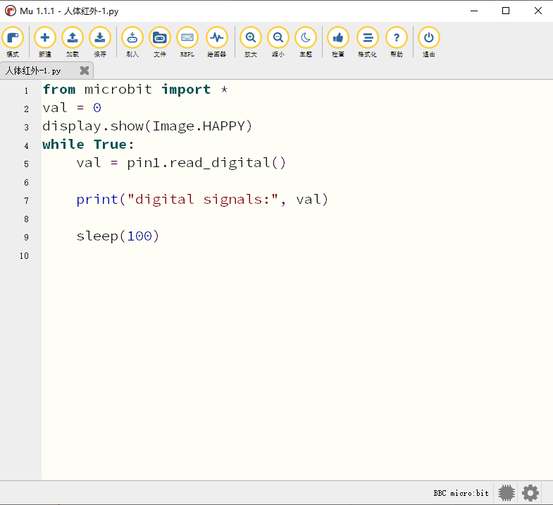 Mu 1.1.1 - 人体红外-1.py
模式 新建 加载 保存 刷入 文件 REPL 绘图器 放大 缩小 主题 检查 格式化 帮助 退出
人体红外-1.py
1 from microbit import *
2 val = 0
3 display.show(Image.HAPPY)
4 while True:
5 val = pin1.read_digital()
6
7 print("digital signals:", val)
8
9 sleep(100)
10
BBC micro:bit